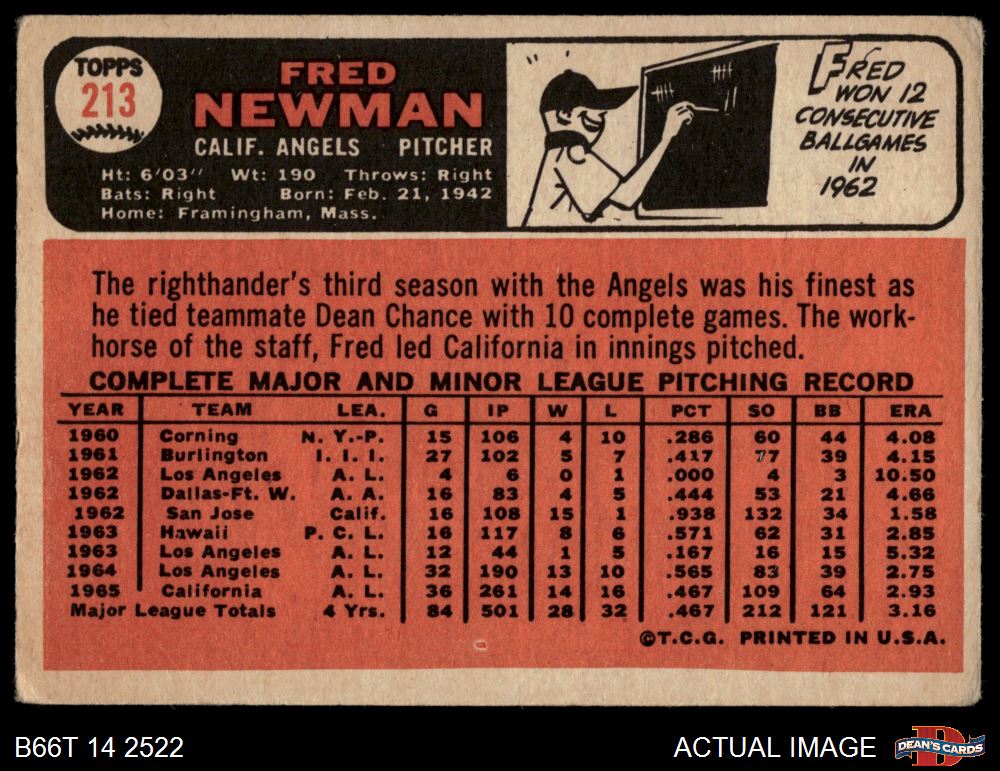 TOPPS
213
FRED
NEWMAN
CALIF. ANGELS PITCHER
Ht: 6'03" Wt: 190 Throws: Right
Bats: Right Born: Feb. 21, 1942
Home: Framingham, Mass.
FRED
WON 12
CONSECUTIVE
BALLGAMES
IN
1962
The righthander's third season with the Angels was his finest as
he tied teammate Dean Chance with 10 complete games. The work-
horse of the staff, Fred led California in innings pitched.
COMPLETE MAJOR AND MINOR LEAGUE PITCHING RECORD
YEAR TEAM LEA. G IP W L PCT SO BB ERA
1960 Corning N. Y.-P. 15 106 4 10 .286 60 44 4.08
1961 Burlington I. I. I. 27 102 5 7 .417 77 39 4.15
1962 Los Angeles A. L. 4 6 0 1 .000 4 3 10.50
1962 Dallas-Ft. W. A. A. 16 83 4 5 .444 53 21 4.66
1962 San Jose Calif. 16 108 15 1 .938 132 34 1.58
1963 Hawaii P. C. L. 16 117 8 6 .571 62 31 2.85
1963 Los Angeles A. L. 12 44 1 5 .167 16 15 5.32
1964 Los Angeles A. L. 32 190 13 10 .565 83 39 2.75
1965 California A. L. 36 261 14 16 .467 109 64 2.93
Major League Totals 4 Yrs. 84 501 28 32 .467 212 121 3.16
©T.C.G. PRINTED IN U.S.A.
B66T 14 2522
ACTUAL IMAGE
DEAN'S CARDS